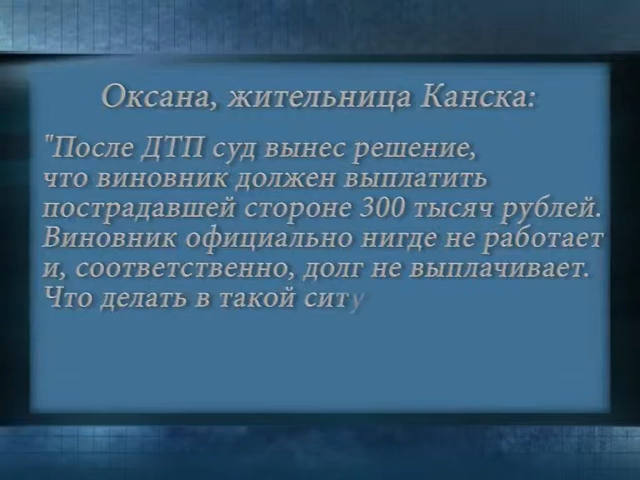 Оксана, жительница Канска:
"После ДТП суд вынес решение,
что виновник должен выплатить
пострадавшей стороне 300 тысяч рублей.
Виновник официально нигде не работает
и, соответственно, долг не выплачивает.
Что делать в такой ситу